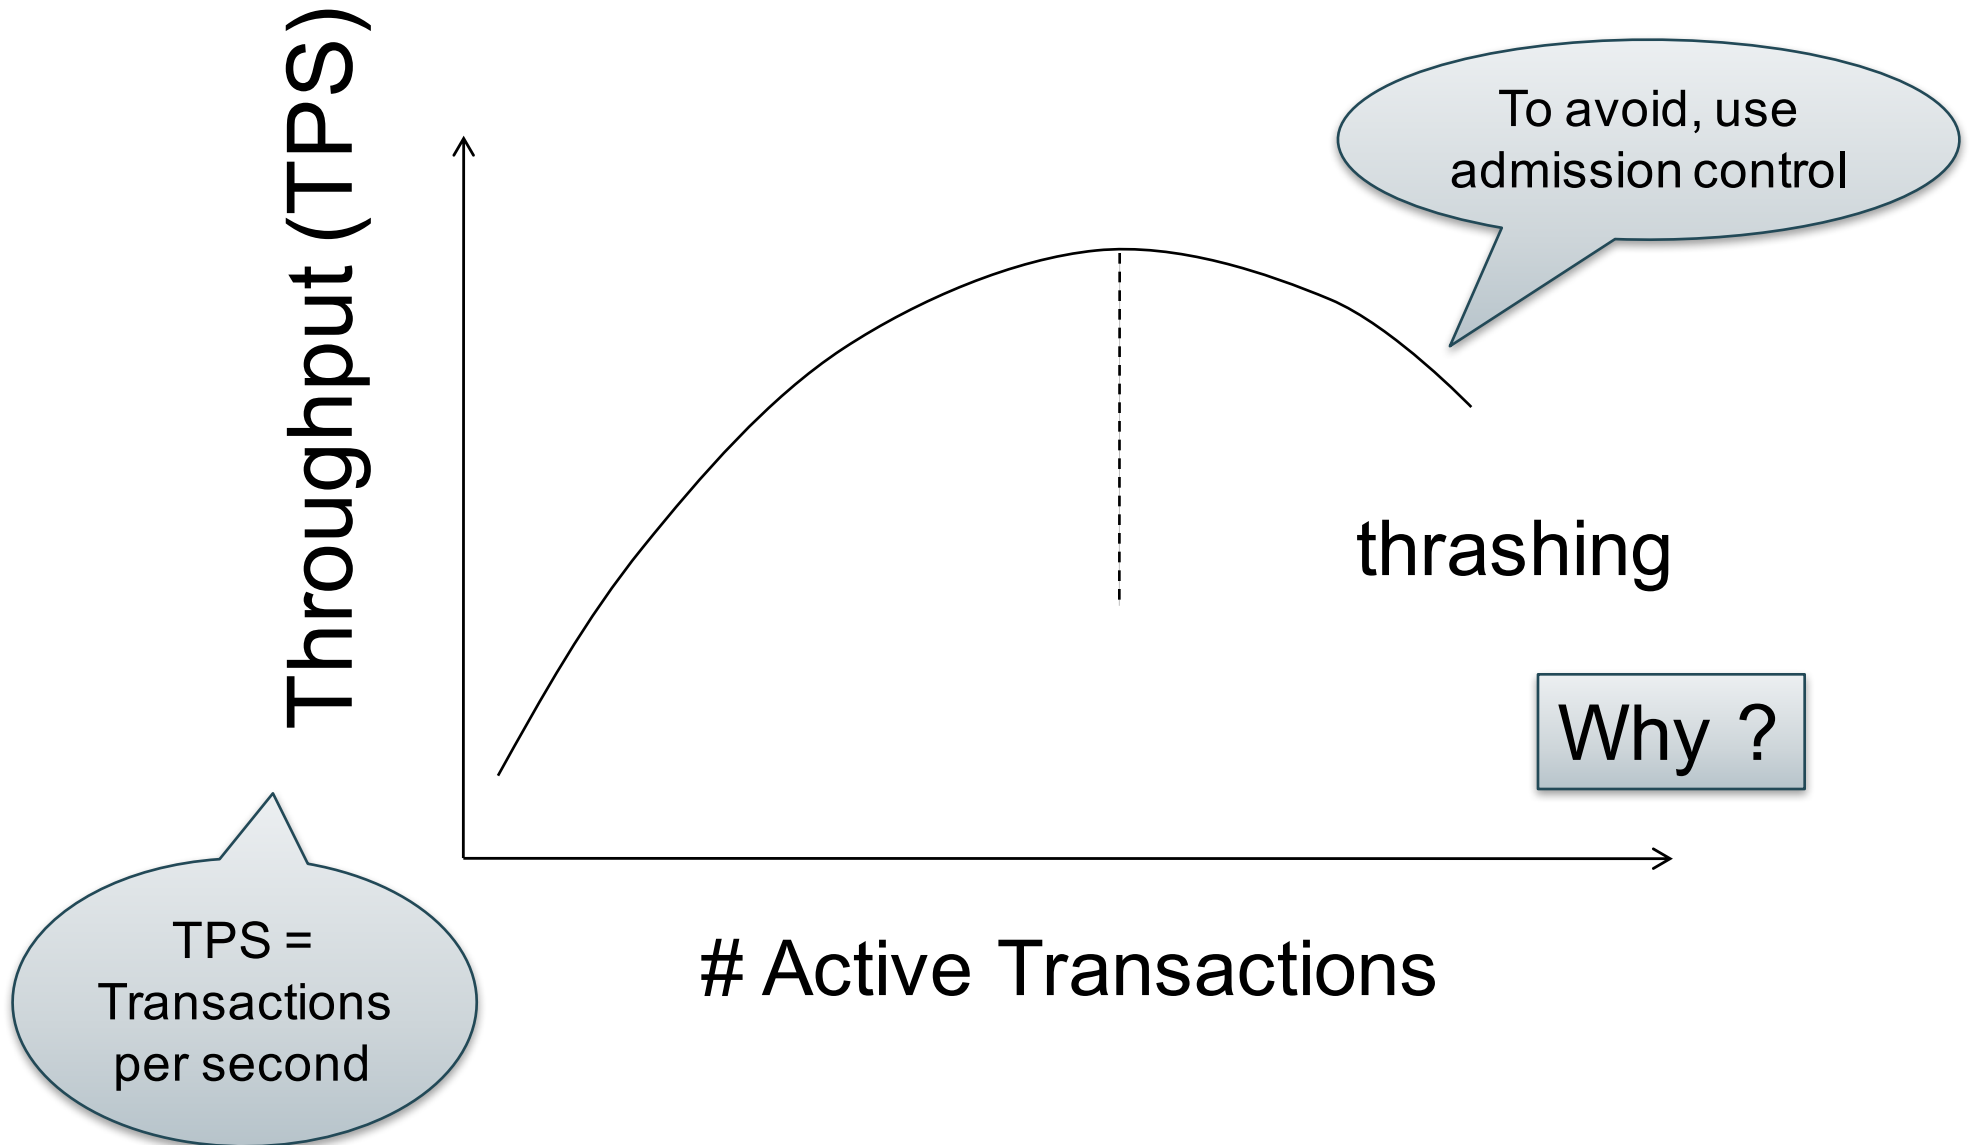 Throughput (TPS)
To avoid, use
admission control
thrashing
Why ?
TPS =
Transactions
per second
# Active Transactions